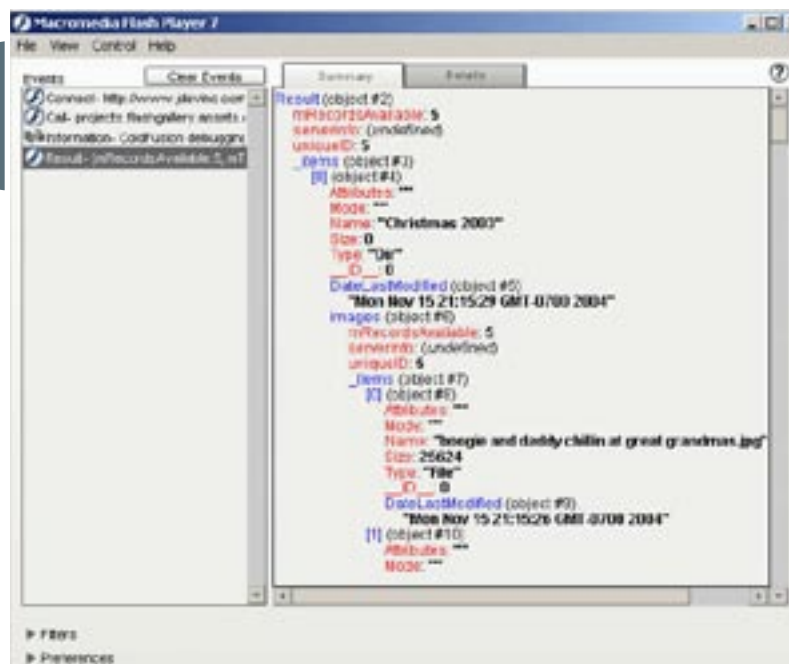 Macromedia Flash Player 7
File View Control Help
Events
Clear Events
Summary
Details
Connect- http://www.
Call- projects flashgallery assets
Information- ColdFusion debugging
Result- (mRecordsAvailable:5, mT
Result (object #2)
mRecordsAvailable: 5
serverInfo: (undefined)
uniqueID: 5
_items (object #3)
[0] (object #4)
Attributes: ""
Mode: ""
Name: "Christmas 2003"
Size: 0
Type: "Dir"
__ID__: 0
DateLastModified (object #5)
"Mon Nov 15 21:15:29 GMT-0700 2004"
images (object #6)
mRecordsAvailable: 5
serverInfo: (undefined)
uniqueID: 5
_items (object #7)
[0] (object #8)
Attributes: ""
Mode: ""
Name: "boogie and daddy chillin at great grandmas.jpg"
Size: 25624
Type: "File"
__ID__: 0
DateLastModified (object #9)
"Mon Nov 15 21:15:26 GMT-0700 2004"
[1] (object #10)
Attributes: ""
Mode: ""
Filters
Preferences